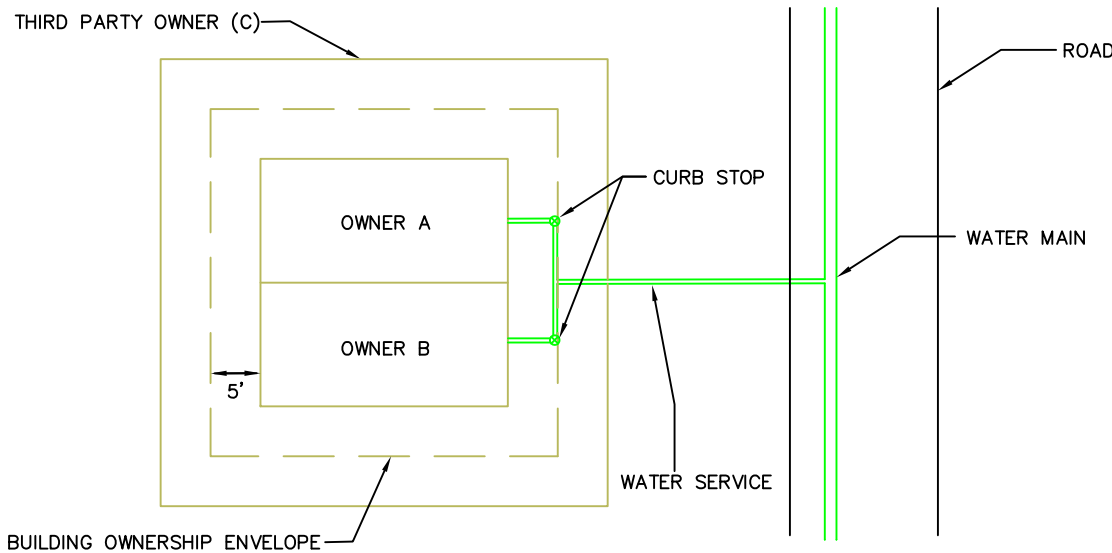 THIRD PARTY OWNER (C)
ROAD
CURB STOP
OWNER A
WATER MAIN
OWNER B
5'
WATER SERVICE
BUILDING OWNERSHIP ENVELOPE